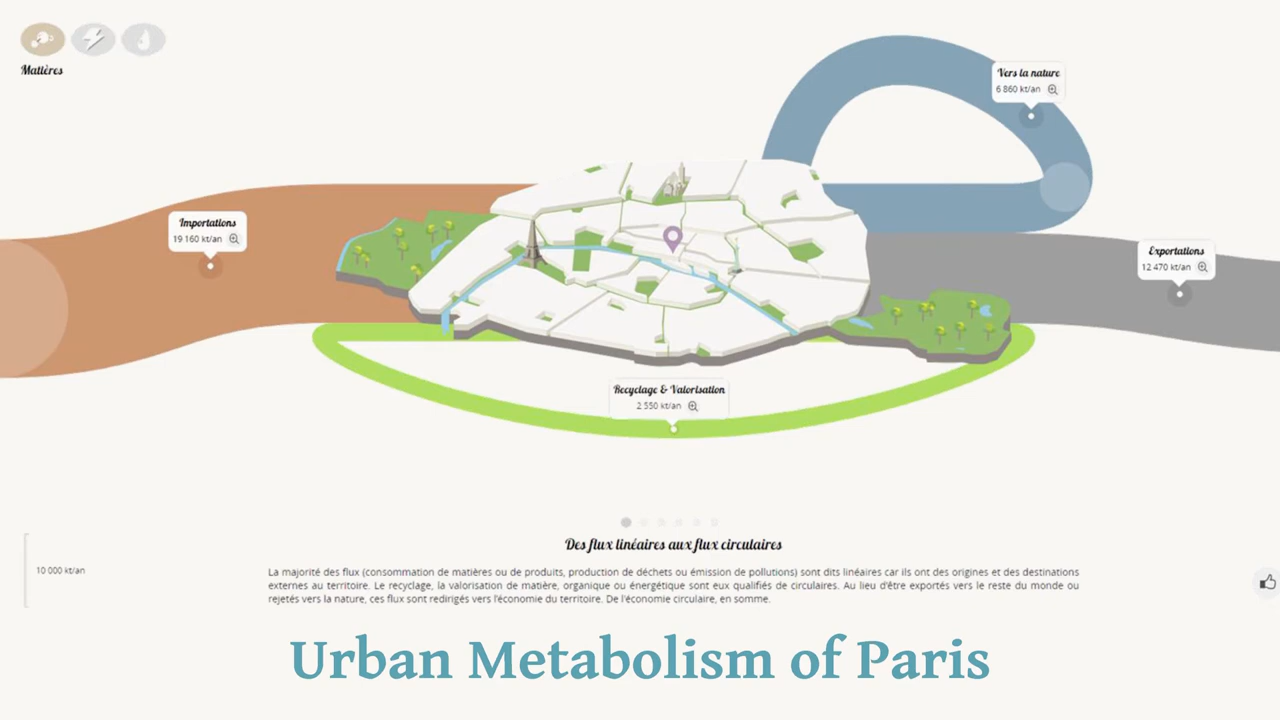 Matières
Vers la nature
6 860 kt/an
Importations
19 160 kt/an
Exportations
12 470 kt/an
Recyclage & Valorisation
2 550 kt/an
10 000 kt/an
Des flux linéaires aux flux circulaires
La majorité des flux (consommation de matières ou de produits, production de déchets ou émission de pollutions) sont dits linéaires car ils ont des origines et des destinations
externes au territoire. Le recyclage, la valorisation de matière, organique ou énergétique sont eux qualifiés de circulaires. Au lieu d'être exportés vers le reste du monde ou
rejetés vers la nature, ces flux sont redirigés vers l'économie du territoire. De l'économie circulaire, en somme.
Urban Metabolism of Paris